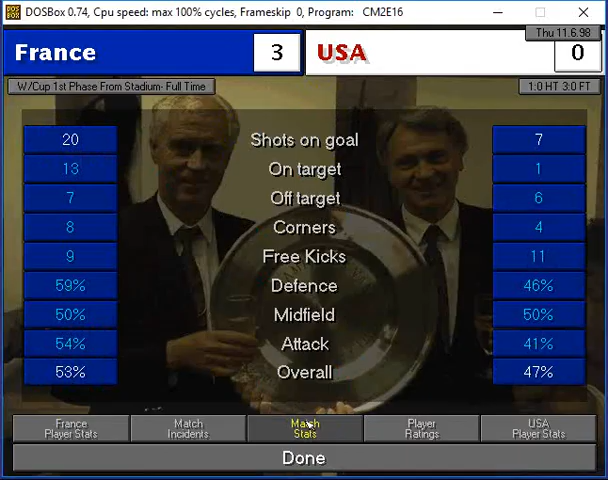 DOSBox 0.74, Cpu speed: max 100% cycles, Frameskip 0, Program: CM2E16
Thu 11.6.98
France 3 USA 0
W/Cup 1st Phase From Stadium- Full Time 1:0 HT 3:0 FT
20 Shots on goal 7
13 On target 1
7 Off target 6
8 Corners 4
9 Free Kicks 11
59% Defence 46%
50% Midfield 50%
54% Attack 41%
53% Overall 47%
France Player Stats
Match Incidents
Match Stats
Player Ratings
USA Player Stats
Done